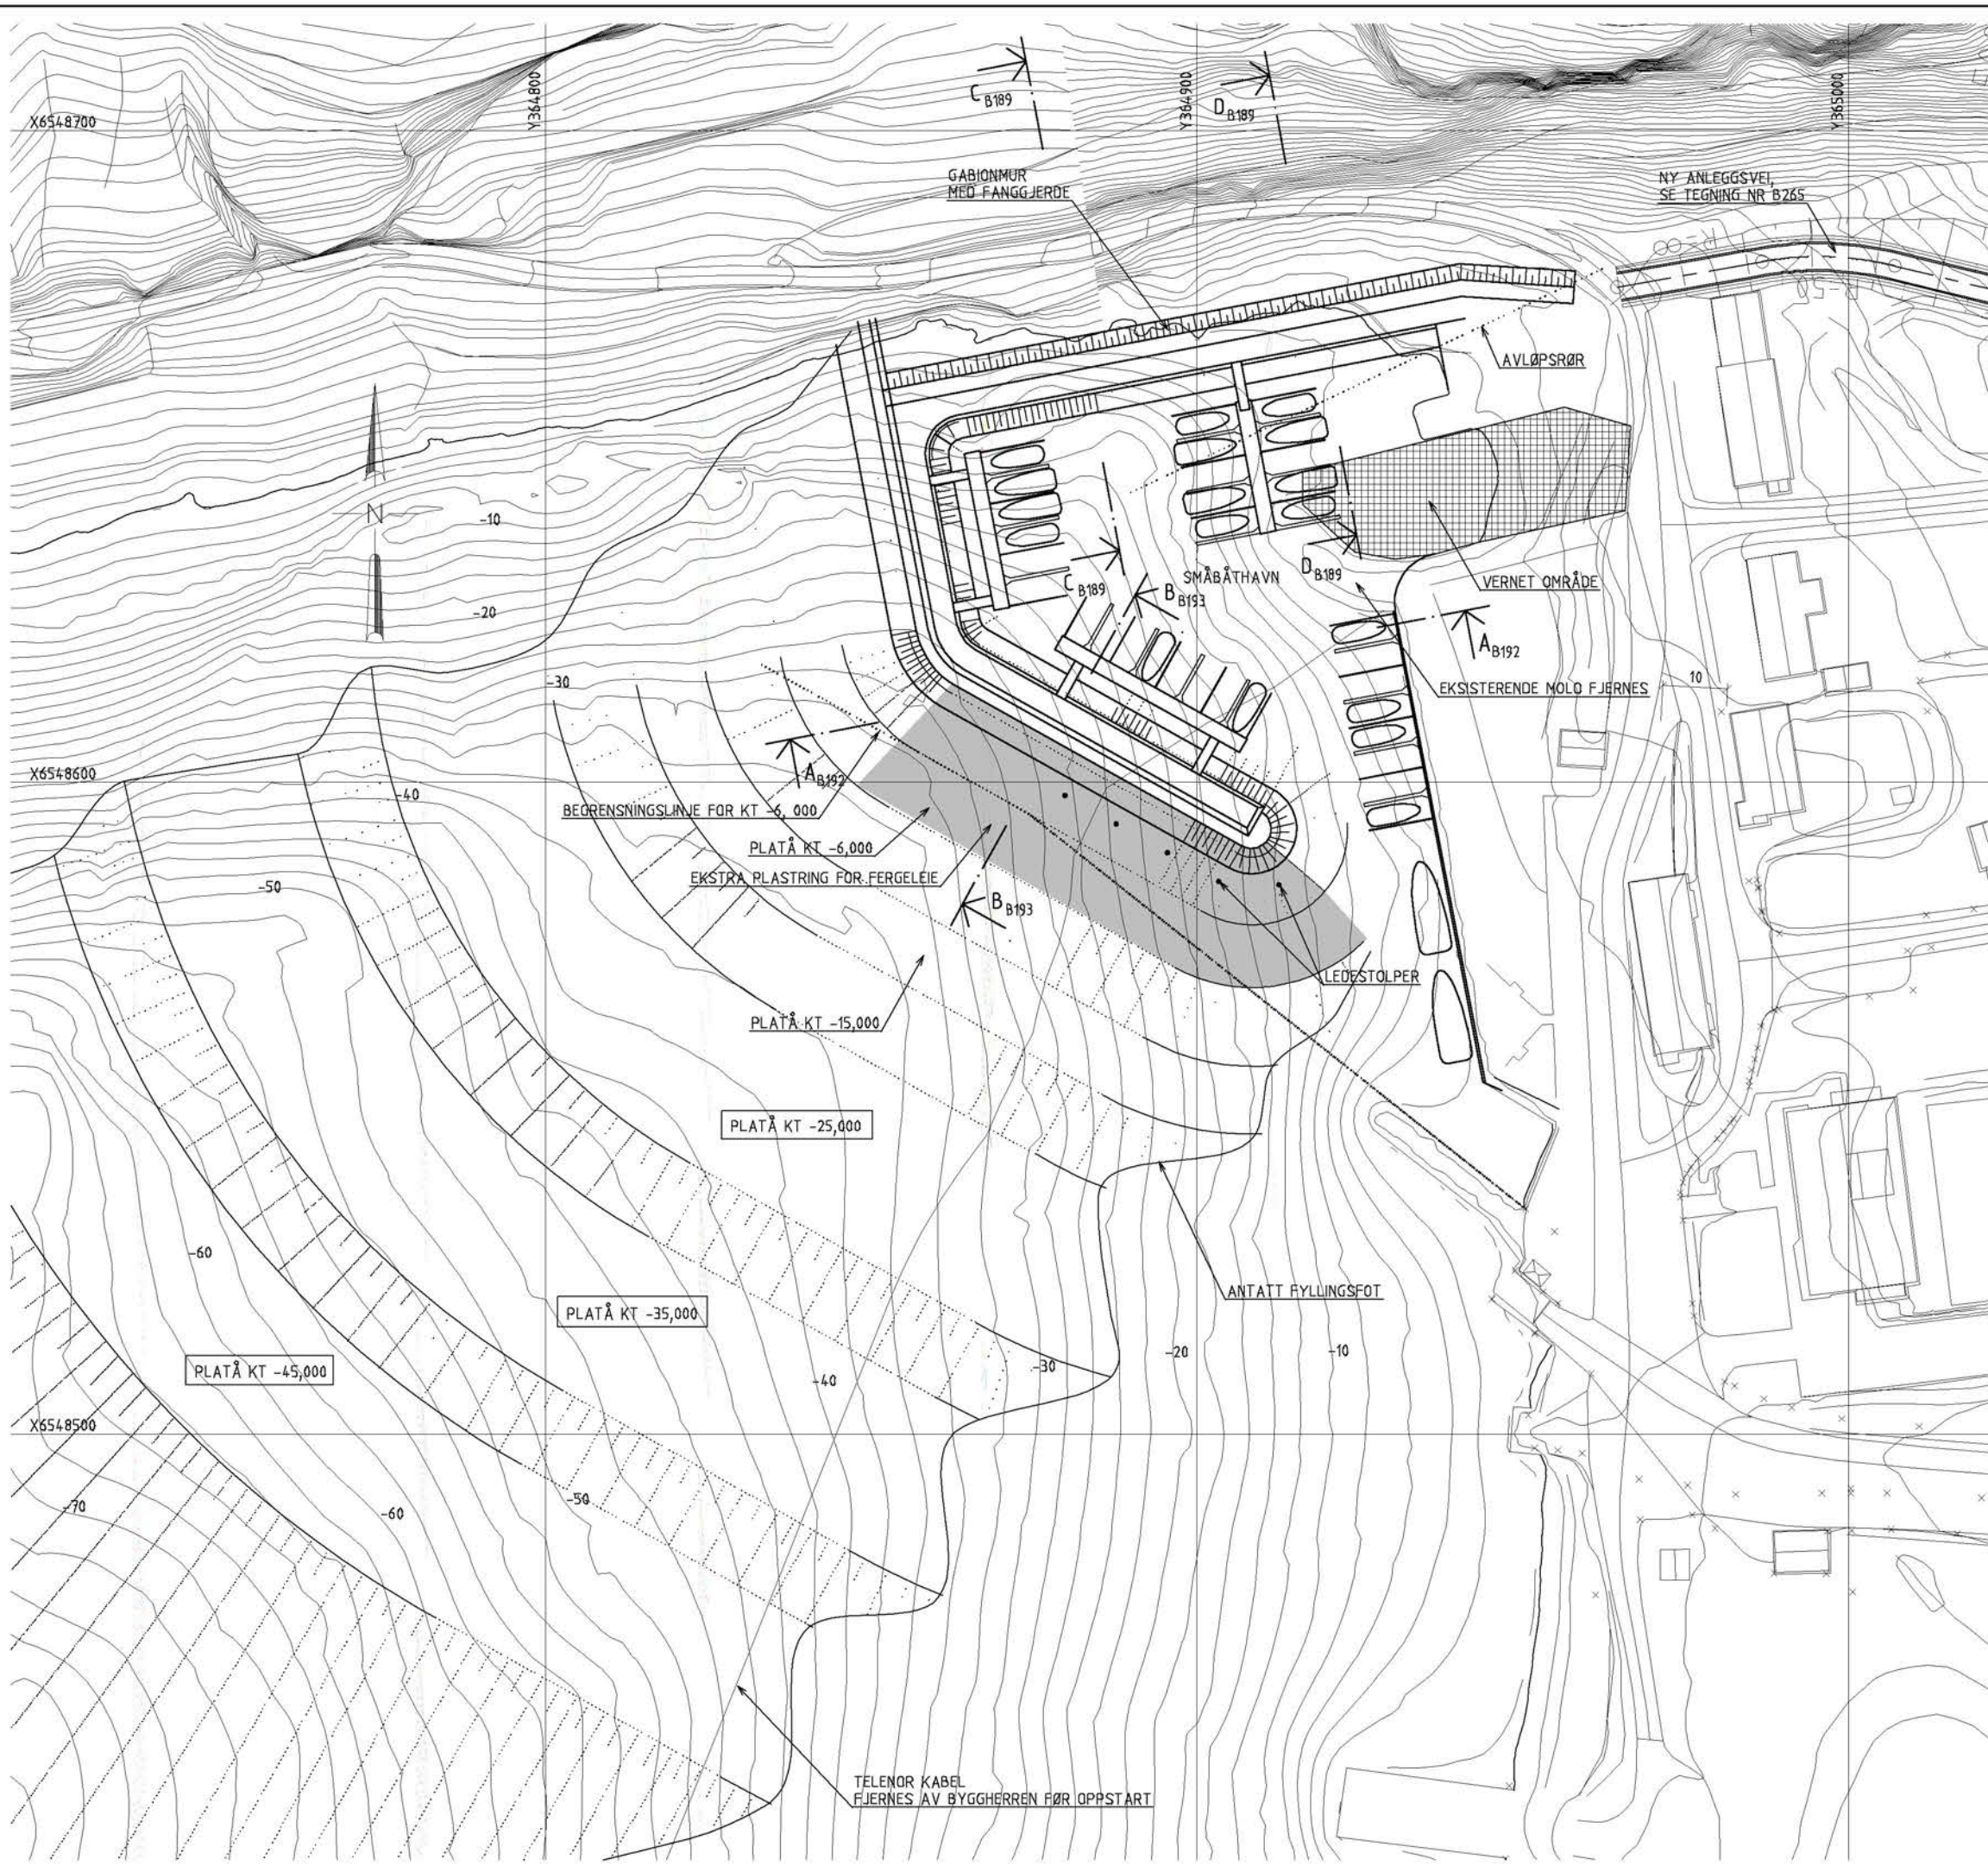 C B189
D B189
Y364800
Y364900
Y365000
X6548700
GABIONMUR
MED FANGGJERDE
NY ANLEGGSVEI,
SE TEGNING NR B265
AVLØPSRØR
N
-10
-20
-30
C B189
B B193
SMÅBÅTHAVN
D B189
VERNET OMRÅDE
A B192
EKSISTERENDE MOLO FJERNES
10
X6548600
A B192
-40
BEGRENSNINGSLINJE FOR KT -6, 000
PLATÅ KT -6,000
EKSTRA PLASTRING FOR FERGELEIE
-50
B B193
LEDESTOLPER
PLATÅ KT -15,000
PLATÅ KT -25,000
-60
ANTATT FYLLINGSFOT
PLATÅ KT -35,000
PLATÅ KT -45,000
-40
-30
-20
-10
X6548500
-70
-60
-50
TELENOR KABEL
FJERNES AV BYGGHERREN FØR OPPSTART